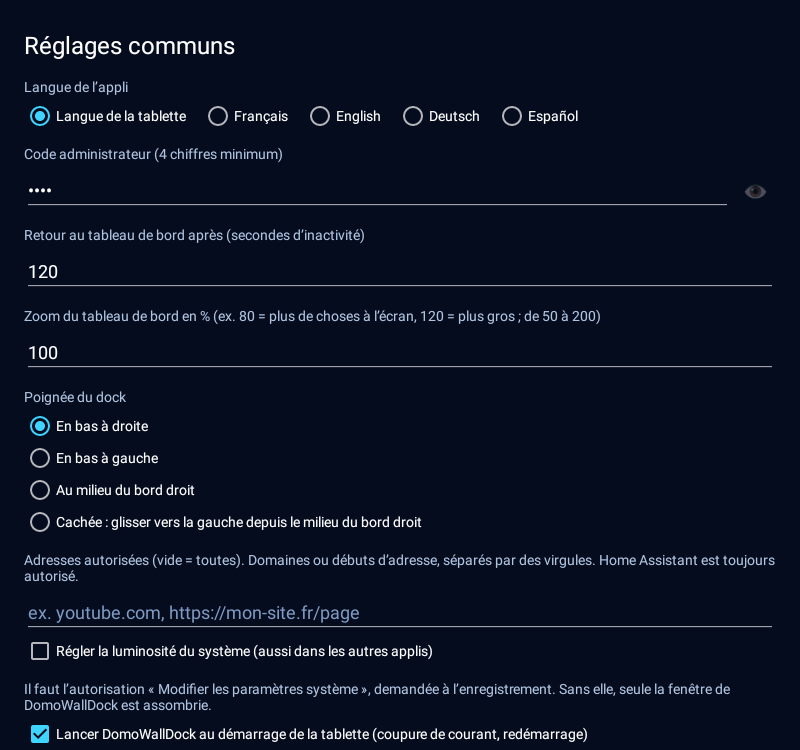 Réglages communs
Langue de l’appli
Langue de la tablette Français English Deutsch Español
Code administrateur (4 chiffres minimum)
••••
Retour au tableau de bord après (secondes d’inactivité)
120
Zoom du tableau de bord en % (ex. 80 = plus de choses à l’écran, 120 = plus gros ; de 50 à 200)
100
Poignée du dock
En bas à droite
En bas à gauche
Au milieu du bord droit
Cachée : glisser vers la gauche depuis le milieu du bord droit
Adresses autorisées (vide = toutes). Domaines ou débuts d’adresse, séparés par des virgules. Home Assistant est toujours
autorisé.
ex. youtube.com, https://mon-site.fr/page
Régler la luminosité du système (aussi dans les autres applis)
Il faut l’autorisation « Modifier les paramètres système », demandée à l’enregistrement. Sans elle, seule la fenêtre de
DomoWallDock est assombrie.
Lancer DomoWallDock au démarrage de la tablette (coupure de courant, redémarrage)